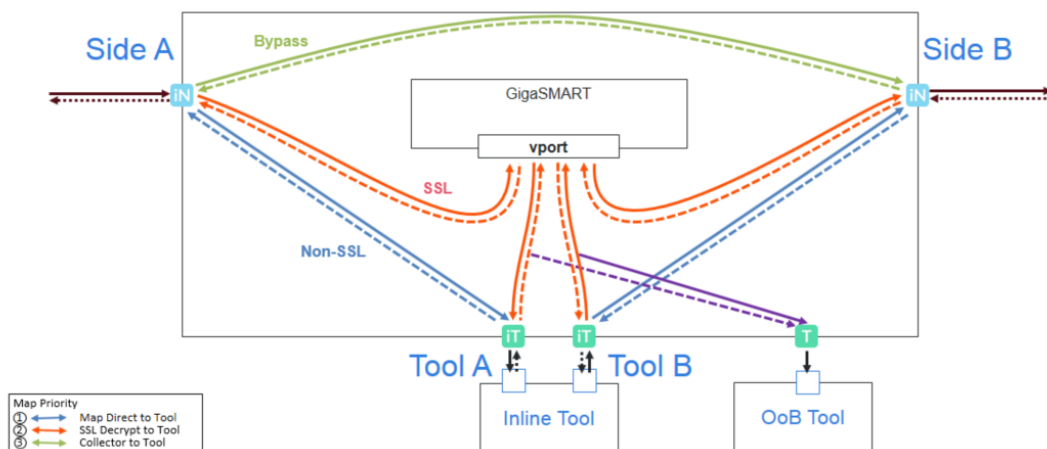 Bypass
Side A
Side B
iN
iN
GigaSMART
vport
SSL
Non-SSL
iT
iT
T
Tool A
Tool B
Inline Tool
OoB Tool
Map Priority
1 Map Direct to Tool
2 SSL Decrypt to Tool
3 Collector to Tool